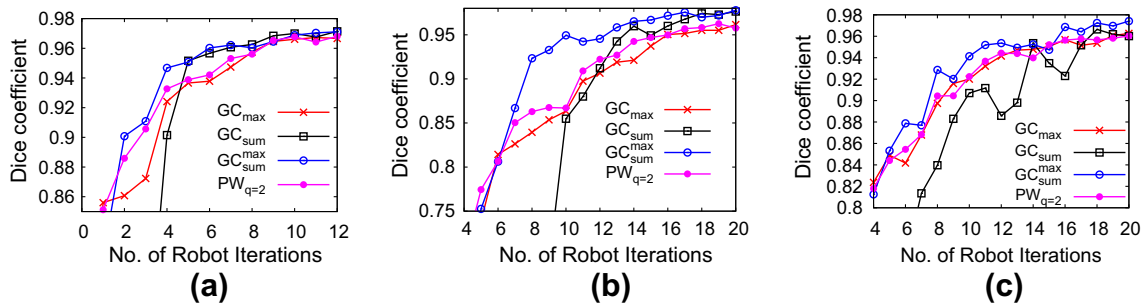 Dice coefficient
0.98
0.96
0.94
0.92
0.9
0.88
0.86
0 2 4 6 8 10 12
No. of Robot Iterations
GCmax
GCsum
GCmaxsum
PWq=2
(a)
Dice coefficient
0.95
0.9
0.85
0.8
0.75
4 6 8 10 12 14 16 18 20
No. of Robot Iterations
GCmax
GCsum
GCmaxsum
PWq=2
(b)
Dice coefficient
0.98
0.96
0.94
0.92
0.9
0.88
0.86
0.84
0.82
0.8
4 6 8 10 12 14 16 18 20
No. of Robot Iterations
GCmax
GCsum
GCmaxsum
PWq=2
(c)